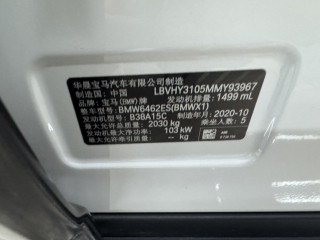 华晨宝马汽车有限公司制造
制造国：中国 LBVHY3105MMY93967
品牌：宝马(BMW)牌 发动机排量：1499 mL
整车型号：BMW6462ES(BMWX1)
发动机型号：B38A15C 制造年月：2020-10
最大允许总质量：2030 kg 乘坐人数：5
发动机最大净功率：103 kW
最大允许牵引质量：-- kg